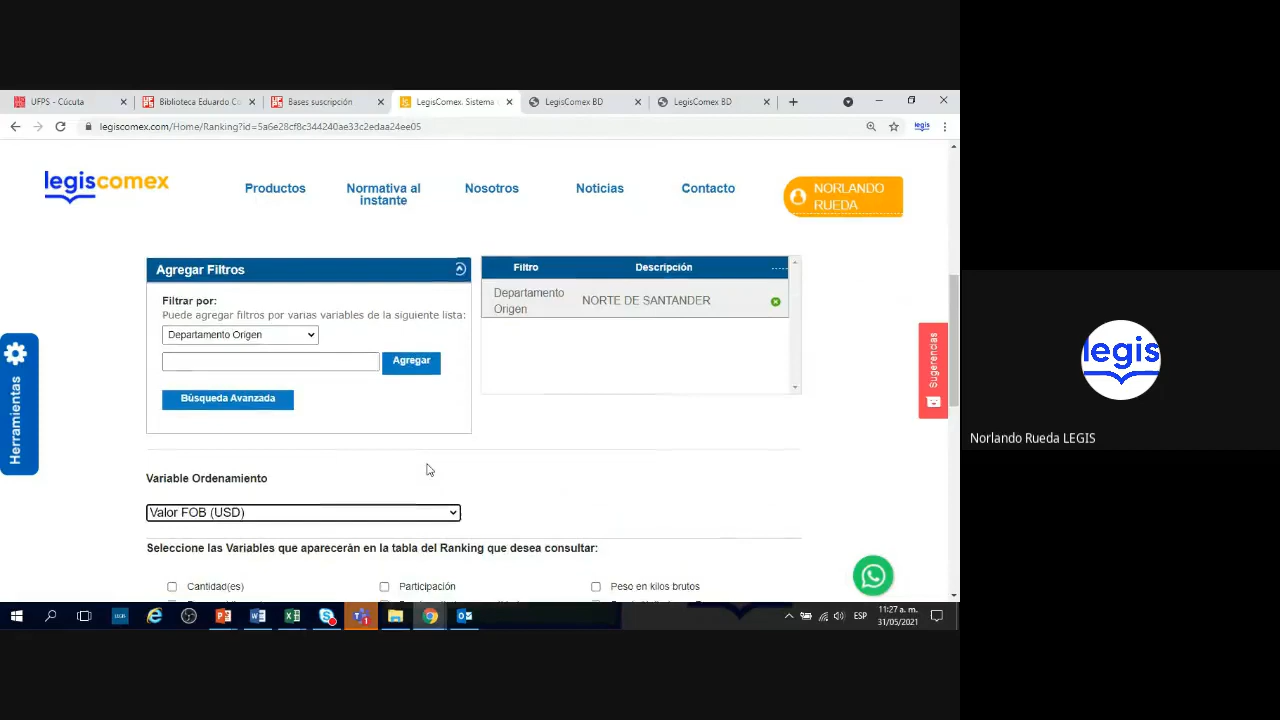 UFPS - Cúcuta
Biblioteca Eduardo Co
Bases suscripción
LegisComex. Sistema
LegisComex BD
LegisComex BD
legiscomex.com/Home/Ranking?id=5a6e28cf8c344240ae33c2edaa24ee05
legis
legiscomex
Productos
Normativa al
instante
Nosotros
Noticias
Contacto
NORLANDO
RUEDA
Agregar Filtros
Filtrar por:
Puede agregar filtros por varias variables de la siguiente lista:
Departamento Origen
Agregar
Búsqueda Avanzada
Filtro
Descripción
Departamento
Origen
NORTE DE SANTANDER
Herramientas
Sugerencias
Variable Ordenamiento
Valor FOB (USD)
Seleccione las Variables que aparecerán en la tabla del Ranking que desea consultar:
Cantidad(es)
Participación
Peso en kilos brutos
ESP
11:27 a. m.
31/05/2021
legis
Norlando Rueda LEGIS